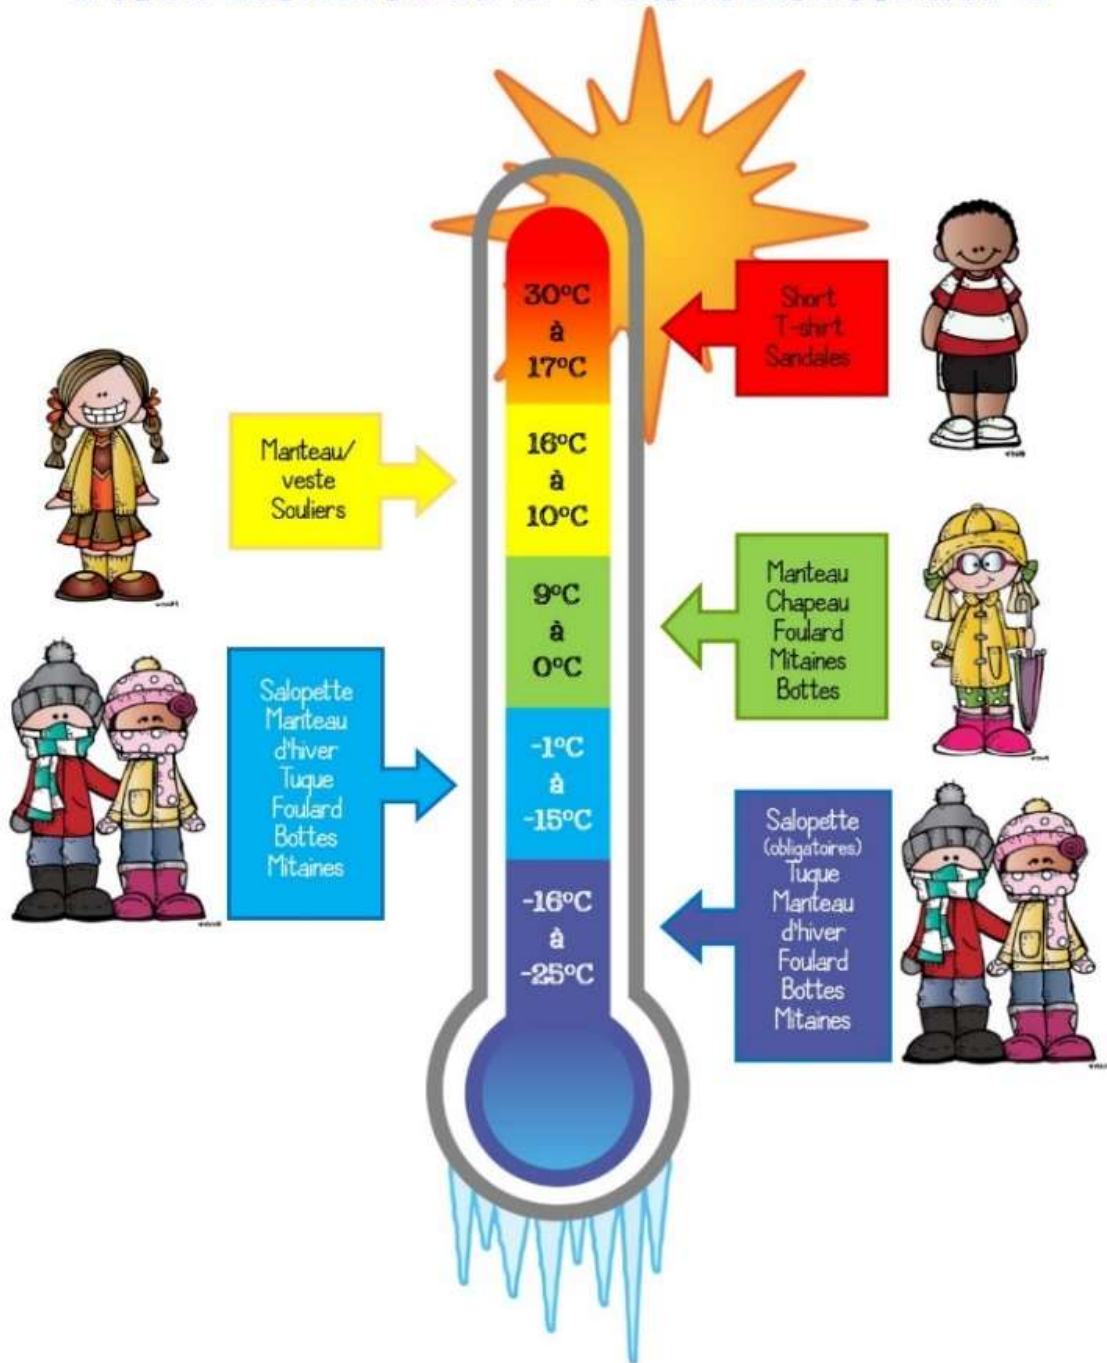 30°C
à
17°C
Short
T-shirt
Sandales
16°C
à
10°C
Manteau/
veste
Souliers
9°C
à
0°C
Manteau
Chapeau
Foulard
Mitaines
Bottes
-1°C
à
-15°C
Salopette
Manteau
d'hiver
Tuque
Foulard
Bottes
Mitaines
-16°C
à
-25°C
Salopette
(obligatoires)
Tuque
Manteau
d'hiver
Foulard
Bottes
Mitaines